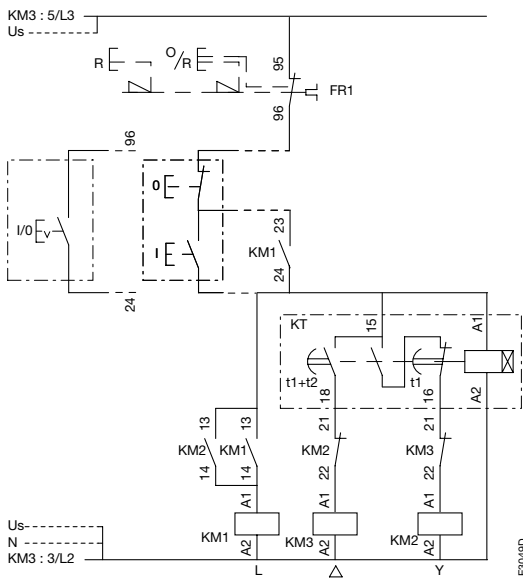 KM3 : 5/L3
Us
R
O/R
95
FR1
96
96
I/0
0
I
23
KM1
24
24
KT
15
A1
t1+t2
t1
A2
18
16
13
13
21
21
KM2
KM1
KM2
KM3
14
14
22
22
A1
A1
A1
KM1
KM3
KM2
A2
A2
A2
Us
N
KM3 : 3/L2
L
Y
F3049D